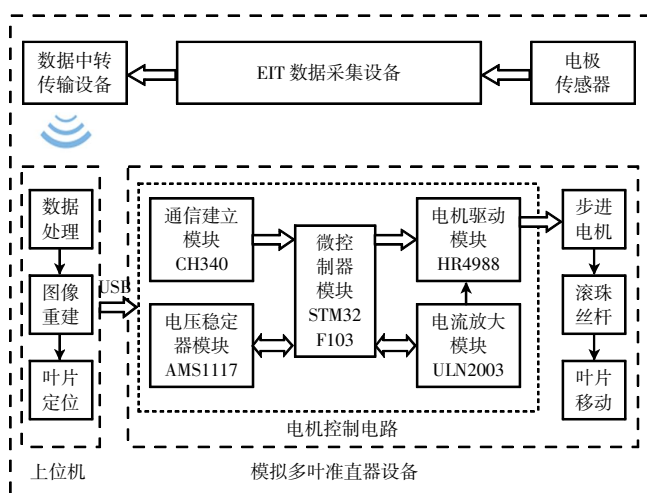 数据中转
传输设备
EIT 数据采集设备
电极
传感器
数据
处理
图像
重建
叶片
定位
上位机
USB
通信建立
模块
CH340
电压稳定
器模块
AMS1117
微控
制器
模块
STM32
F103
电机驱动
模块
HR4988
电流放大
模块
ULN2003
电机控制电路
步进
电机
滚珠
丝杆
叶片
移动
模拟多叶准直器设备